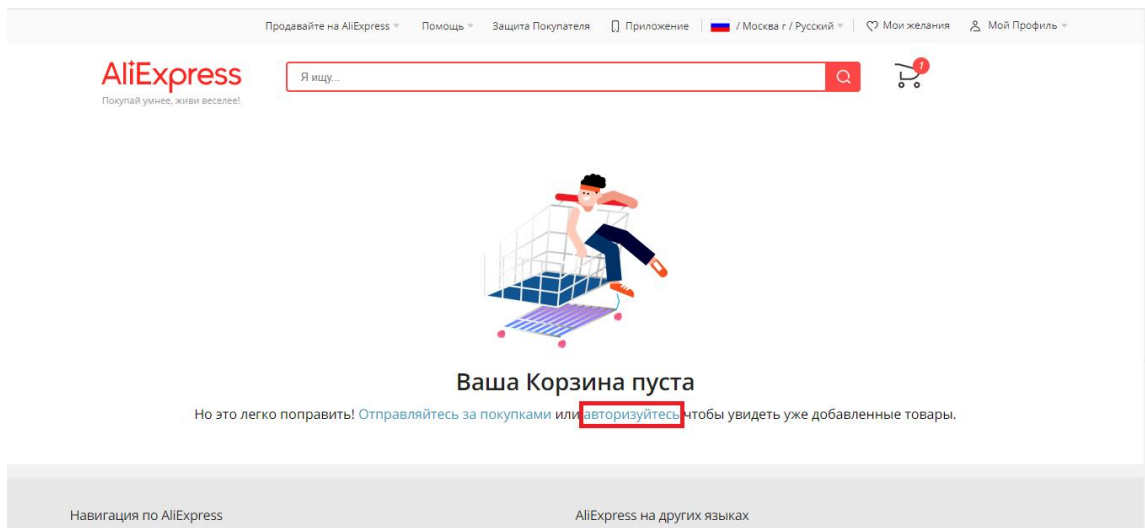 Продавайте на AliExpress Помощь Защита Покупателя Приложение / Москва г / Русский Мои желания Мой Профиль
AliExpress
Покупай умнее, живи веселее!
Я ищу...
1
Ваша Корзина пуста
Но это легко поправить! Отправляйтесь за покупками или авторизуйтесь чтобы увидеть уже добавленные товары.
Навигация по AliExpress AliExpress на других языках